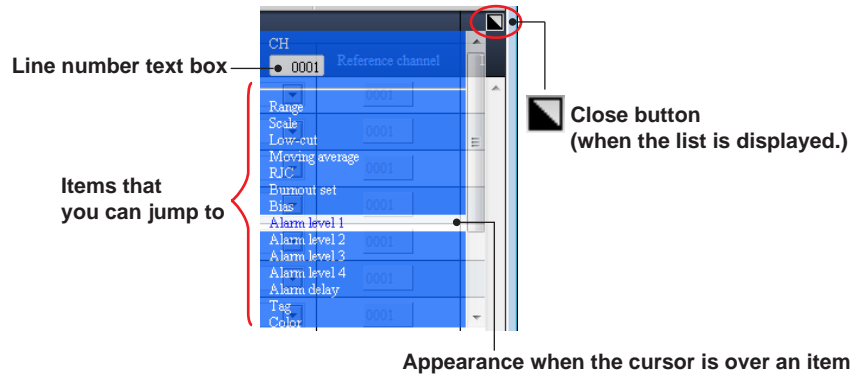 CH
Line number text box
0001
Reference channel
Range
0001
Scale
0001
Low-cut
Moving average
0001
RJC
Burnout set
Bias
0001
Alarm level 1
Alarm level 2
0001
Alarm level 3
Alarm level 4
0001
Alarm delay
Tag
0001
Color
Items that
you can jump to
Close button
(when the list is displayed.)
Appearance when the cursor is over an item